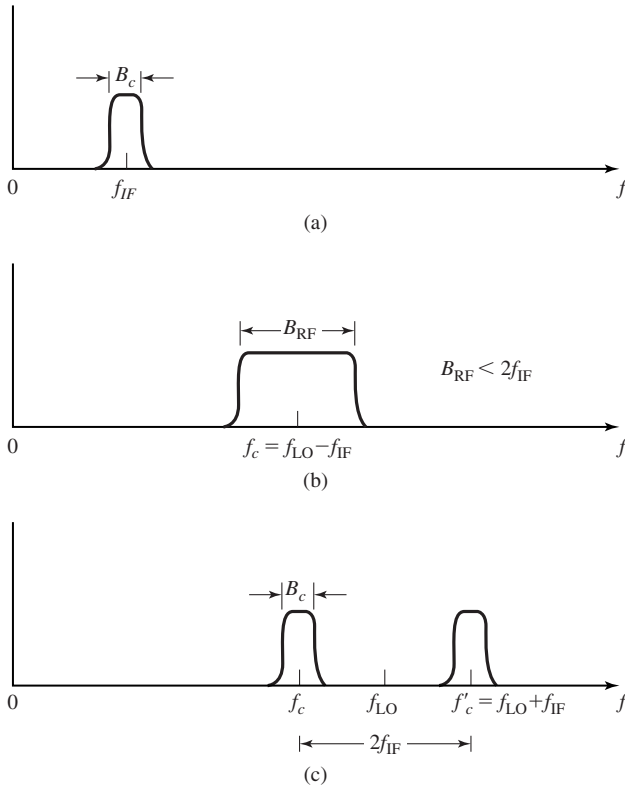 B_c
0
f_IF
f
(a)
B_RF
B_RF < 2f_IF
0
f_c = f_LO − f_IF
f
(b)
B_c
0
f_c
f_LO
f'_c = f_LO + f_IF
f
2f_IF
(c)